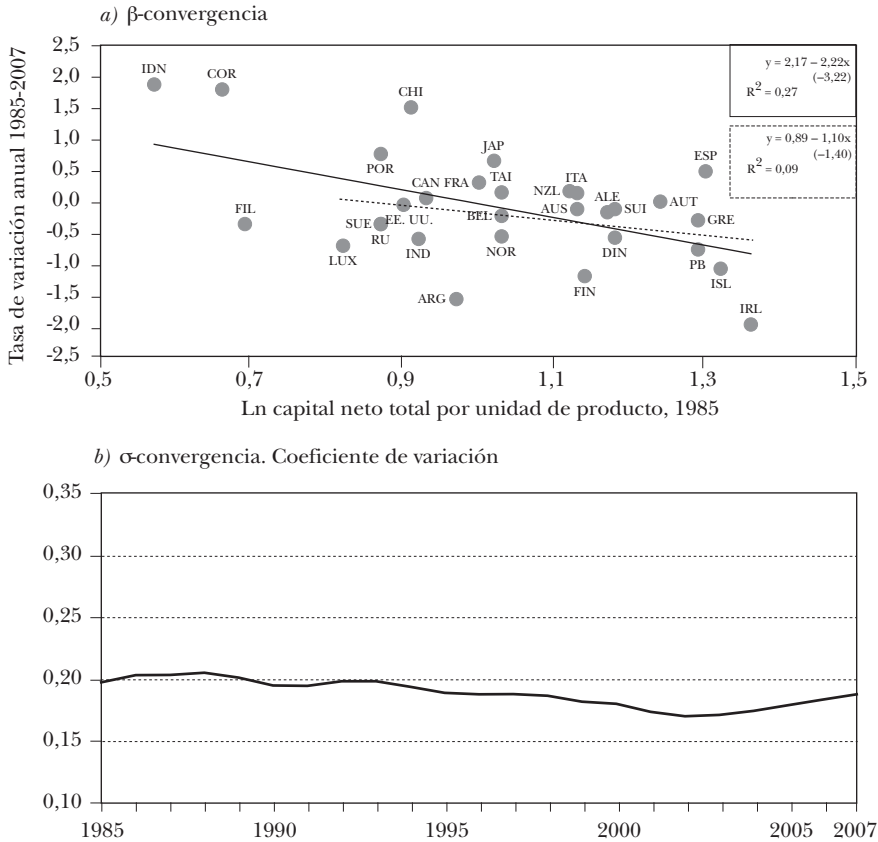 a) β-convergencia
Tasa de variación anual 1985-2007
2,5
2,0
1,5
1,0
0,5
0,0
-0,5
-1,0
-1,5
-2,0
-2,5
IDN
COR
CHI
y = 2,17 – 2,22x
(–3,22)
R2 = 0,27
y = 0,89 – 1,10x
(–1,40)
R2 = 0,09
POR
JAP
CAN FRA
TAI
NZL
ITA
ESP
FIL
SUE
RU
EE. UU.
BEL
AUS
ALE
SUI
AUT
GRE
LUX
IND
NOR
DIN
PB
ARG
FIN
ISL
IRL
0,5 0,7 0,9 1,1 1,3 1,5
Ln capital neto total por unidad de producto, 1985
b) σ-convergencia. Coeficiente de variación
0,35
0,30
0,25
0,20
0,15
0,10
1985 1990 1995 2000 2005 2007